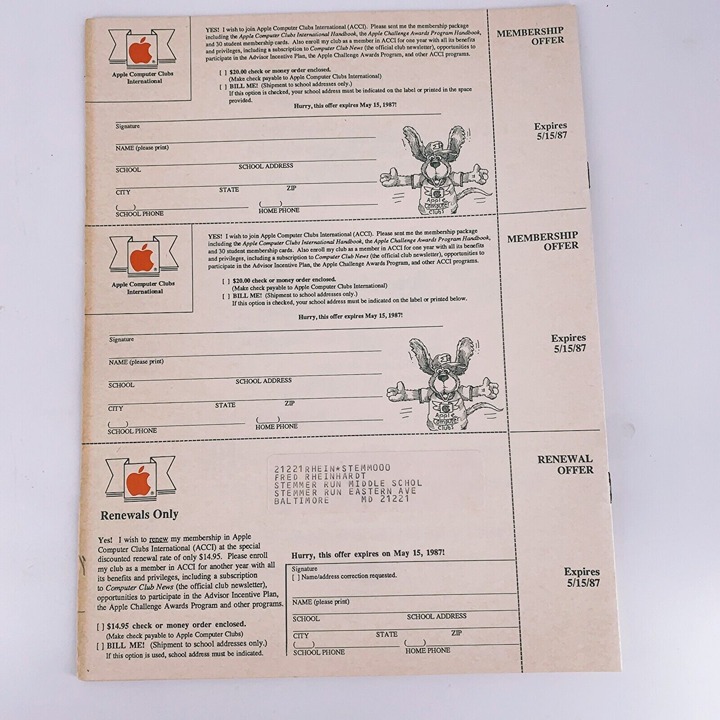 Apple Computer Clubs
International
YES! I wish to join Apple Computer Clubs International (ACCI). Please sent me the membership package
including the Apple Computer Clubs International Handbook, the Apple Challenge Awards Program Handbook,
and 30 student membership cards. Also enroll my club as a member in ACCI for one year with all its benefits
and privileges, including a subscription to Computer Club News (the official club newsletter), opportunities to
participate in the Advisor Incentive Plan, the Apple Challenge Awards Program, and other ACCI programs.
[ ] $20.00 check or money order enclosed.
(Make check payable to Apple Computer Clubs International)
[ ] BILL ME! (Shipment to school addresses only.)
If this option is checked, your school address must be indicated on the label or printed in the space
provided.
Hurry, this offer expires May 15, 1987!
Signature
NAME (please print)
SCHOOL SCHOOL ADDRESS
CITY STATE ZIP
( ) ( )
SCHOOL PHONE HOME PHONE
Apple
Computer
Clubs
MEMBERSHIP
OFFER
Expires
5/15/87
Apple Computer Clubs
International
YES! I wish to join Apple Computer Clubs International (ACCI). Please sent me the membership package
including the Apple Computer Clubs International Handbook, the Apple Challenge Awards Program Handbook,
and 30 student membership cards. Also enroll my club as a member in ACCI for one year with all its benefits
and privileges, including a subscription to Computer Club News (the official club newsletter), opportunities to
participate in the Advisor Incentive Plan, the Apple Challenge Awards Program, and other ACCI programs.
[ ] $20.00 check or money order enclosed.
(Make check payable to Apple Computer Clubs International)
[ ] BILL ME! (Shipment to school addresses only.)
If this option is checked, your school address must be indicated on the label or printed below.
Hurry, this offer expires May 15, 1987!
Signature
NAME (please print)
SCHOOL SCHOOL ADDRESS
CITY STATE ZIP
( ) ( )
SCHOOL PHONE HOME PHONE
Apple
Computer
Clubs
MEMBERSHIP
OFFER
Expires
5/15/87
Renewals Only
Yes! I wish to renew my membership in Apple
Computer Clubs International (ACCI) at the special
discounted renewal rate of only $14.95. Please enroll
my club as a member in ACCI for another year with all
its benefits and privileges, including a subscription
to Computer Club News (the official club newsletter),
opportunities to participate in the Advisor Incentive Plan,
the Apple Challenge Awards Program and other programs.
[ ] $14.95 check or money order enclosed.
(Make check payable to Apple Computer Clubs)
[ ] BILL ME! (Shipment to school addresses only.)
If this option is used, school address must be indicated.
21221RHEIN*STEMMO00
FRED RHEINHARDT
STEMMER RUN MIDDLE SCHOL
STEMMER RUN EASTERN AVE
BALTIMORE MD 21221
Hurry, this offer expires on May 15, 1987!
Signature
[ ] Name/address correction requested.
NAME (please print)
SCHOOL SCHOOL ADDRESS
CITY STATE ZIP
( ) ( )
SCHOOL PHONE HOME PHONE
RENEWAL
OFFER
Expires
5/15/87